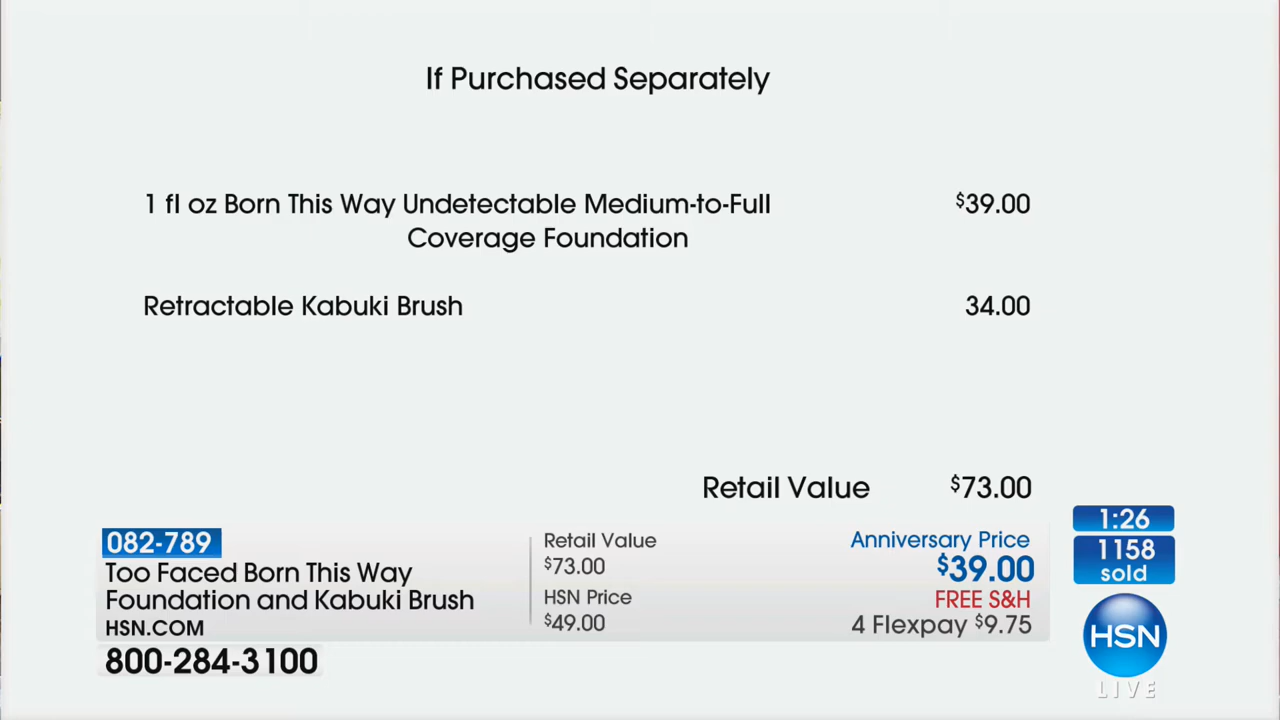 If Purchased Separately
1 fl oz Born This Way Undetectable Medium-to-Full $39.00
Coverage Foundation
Retractable Kabuki Brush 34.00
Retail Value $73.00
082-789
Too Faced Born This Way
Foundation and Kabuki Brush
HSN.COM
800-284-3100
Retail Value
$73.00
HSN Price
$49.00
Anniversary Price
$39.00
FREE S&H
4 Flexpay $9.75
1:26
1158
sold
HSN
LIVE